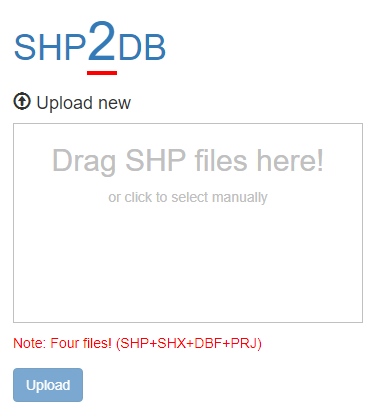 SHP2DB
Upload new
Drag SHP files here!
or click to select manually
Note: Four files! (SHP+SHX+DBF+PRJ)
Upload